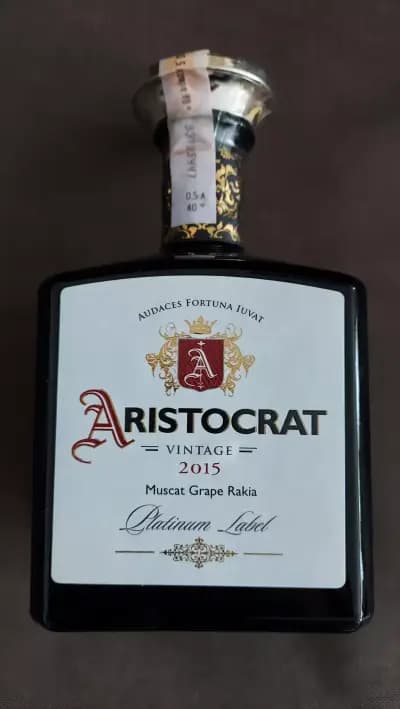 0.5 Л
40 °
AUDACES FORTUNA IUVAT
A
ARISTOCRAT
VINTAGE
2015
Muscat Grape Rakia
Platinum Label